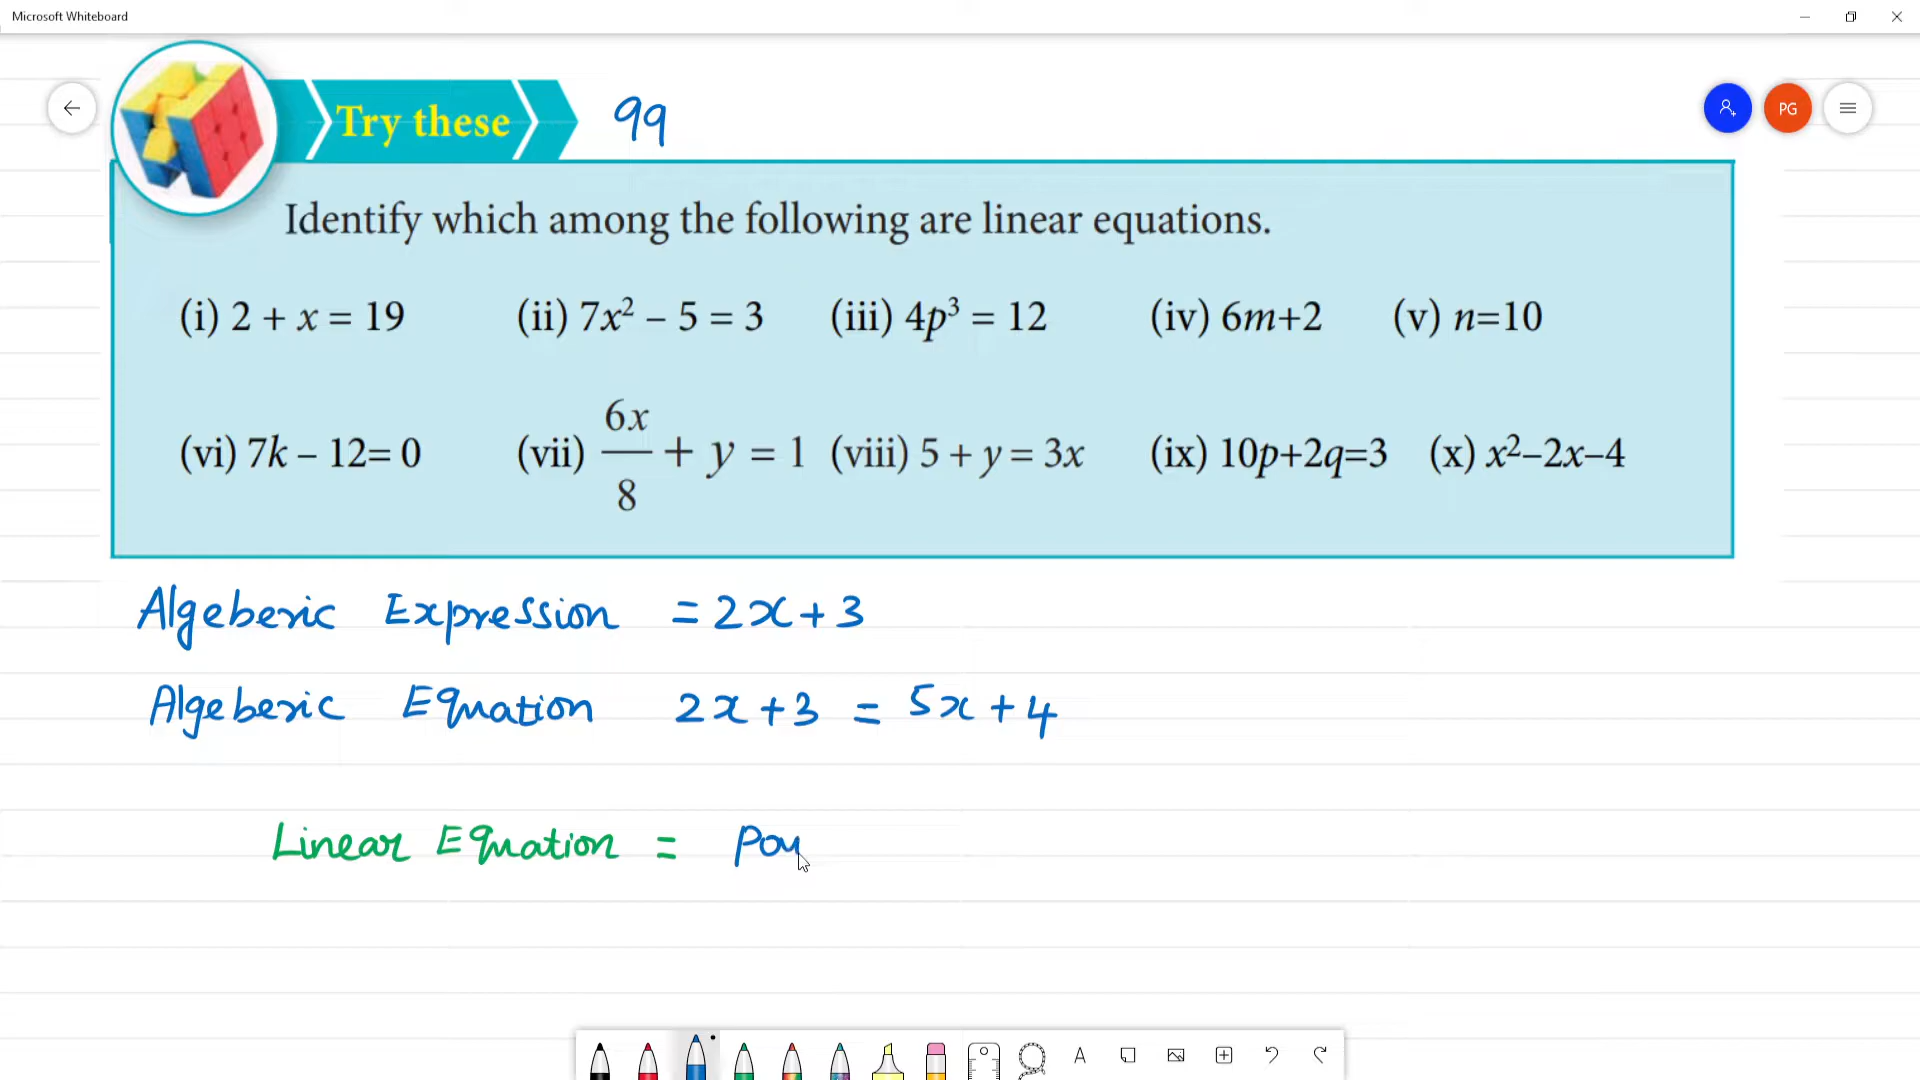 Microsoft Whiteboard
Try these 99
PG
Identify which among the following are linear equations.
(i) 2 + x = 19 (ii) 7x² – 5 = 3 (iii) 4p³ = 12 (iv) 6m+2 (v) n=10
(vi) 7k – 12= 0 (vii) 6x/8 + y = 1 (viii) 5 + y = 3x (ix) 10p+2q=3 (x) x²–2x–4
Algeberic Expression = 2x+3
Algeberic Equation 2x+3 = 5x+4
Linear Equation = Pow
A